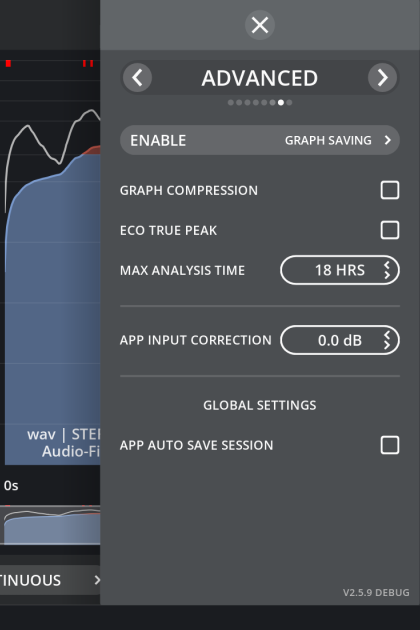 ADVANCED
ENABLE GRAPH SAVING
GRAPH COMPRESSION
ECO TRUE PEAK
MAX ANALYSIS TIME 18 HRS
APP INPUT CORRECTION 0.0 dB
GLOBAL SETTINGS
APP AUTO SAVE SESSION
V2.5.9 DEBUG
wav | STE
Audio-Fi
0s
TINUOUS